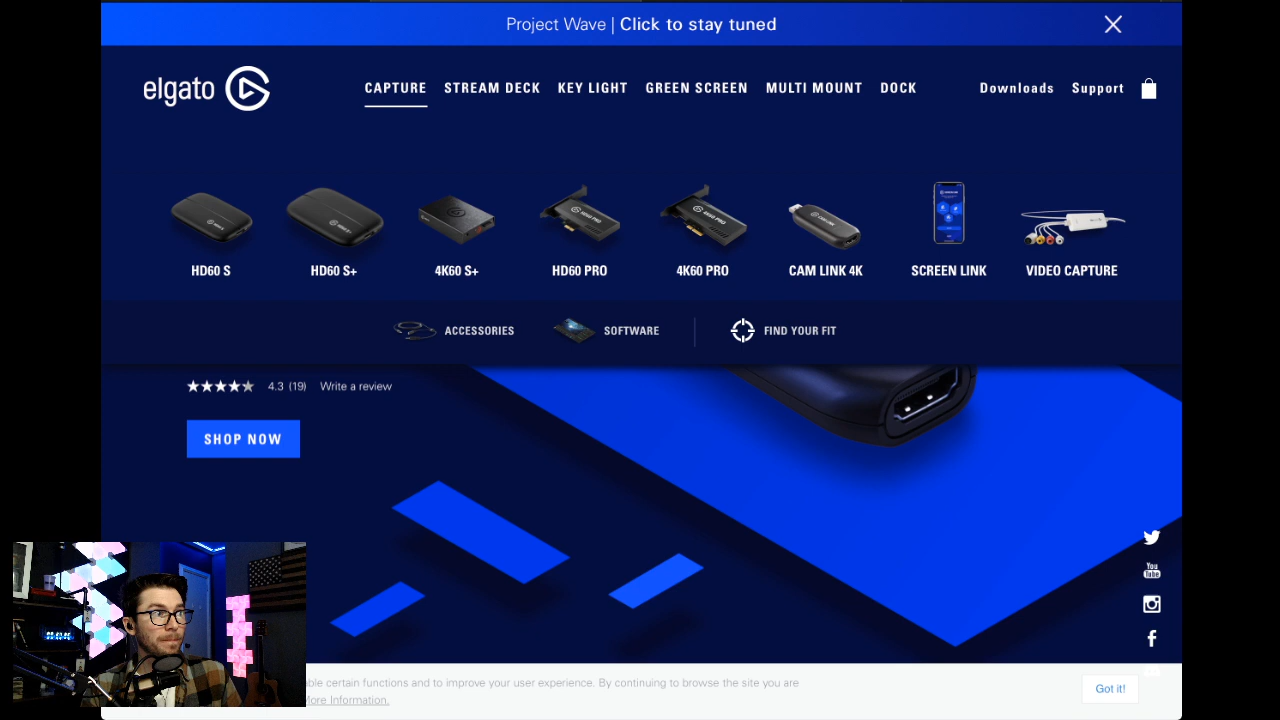 Project Wave | Click to stay tuned
elgato
CAPTURE STREAM DECK KEY LIGHT GREEN SCREEN MULTI MOUNT DOCK Downloads Support
HD60 S HD60 S+ 4K60 S+ HD60 PRO 4K60 PRO CAM LINK 4K SCREEN LINK VIDEO CAPTURE
ACCESSORIES SOFTWARE FIND YOUR FIT
4.3 (19) Write a review
SHOP NOW
You Tube
able certain functions and to improve your user experience. By continuing to browse the site you are
More Information.
Got it!